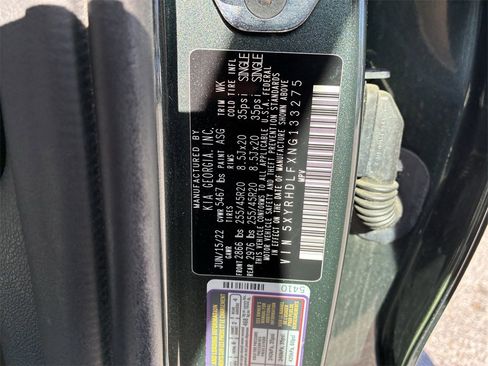 MANUFACTURED BY
KIA GEORGIA, INC.
JUN/15/22 GVWR 5467 lbs PAINT ASG TRIM WK
GAWR TIRES RIMS COLD TIRE INFL
FRONT 2866 lbs 255/45R20 8.5Jx20 35psi SINGLE
REAR 2976 lbs 255/45R20 8.5Jx20 35psi SINGLE
THIS VEHICLE CONFORMS TO ALL APPLICABLE U.S.A. FEDERAL
MOTOR VEHICLE SAFETY AND THEFT PREVENTION STANDARDS
IN EFFECT ON THE DATE OF MANUFACTURE SHOWN ABOVE
VIN 5XYRHDLFXNG133275
MPV
5410